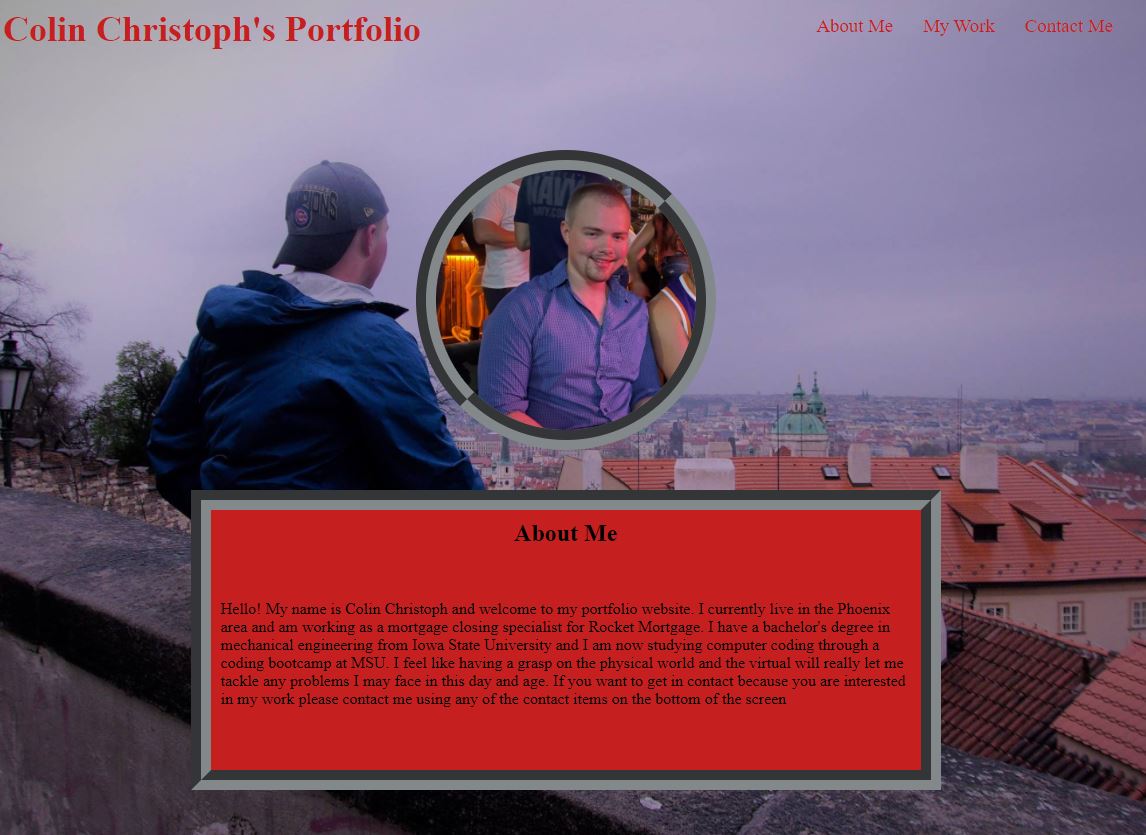 Colin Christoph's Portfolio
About Me My Work Contact Me
About Me
Hello! My name is Colin Christoph and welcome to my portfolio website. I currently live in the Phoenix
area and am working as a mortgage closing specialist for Rocket Mortgage. I have a bachelor's degree in
mechanical engineering from Iowa State University and I am now studying computer coding through a
coding bootcamp at MSU. I feel like having a grasp on the physical world and the virtual will really let me
tackle any problems I may face in this day and age. If you want to get in contact because you are interested
in my work please contact me using any of the contact items on the bottom of the screen